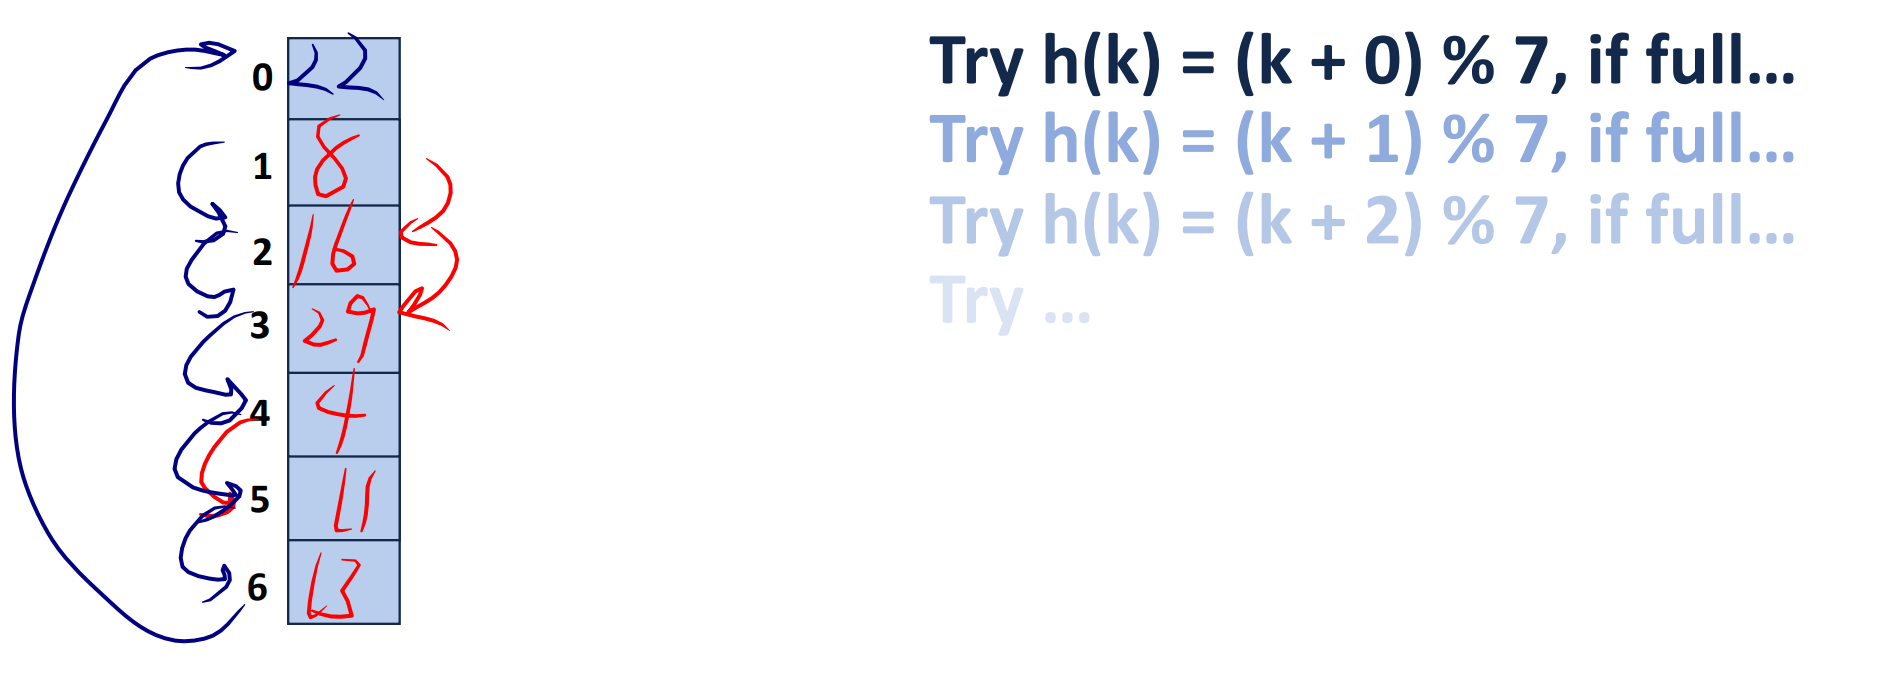 0 22
1 8
2 16
3 29
4 4
5 11
6 13
Try h(k) = (k + 0) % 7, if full...
Try h(k) = (k + 1) % 7, if full...
Try h(k) = (k + 2) % 7, if full...
Try ...